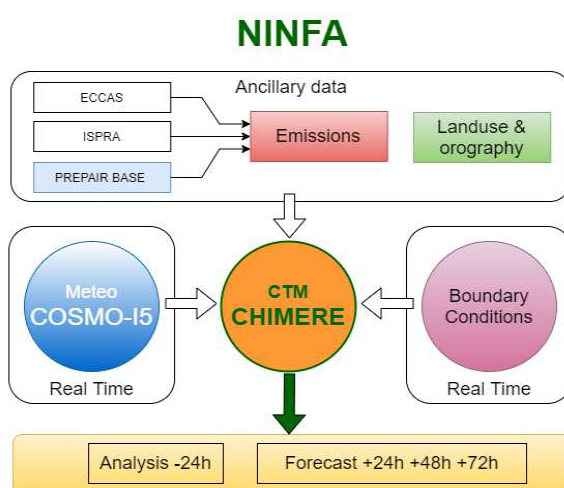 NINFA
Ancillary data
ECCAS
ISPRA
PREPAIR BASE
Emissions
Landuse &
orography
Meteo
COSMO-I5
Real Time
CTM
CHIMERE
Boundary
Conditions
Real Time
Analysis -24h
Forecast +24h +48h +72h